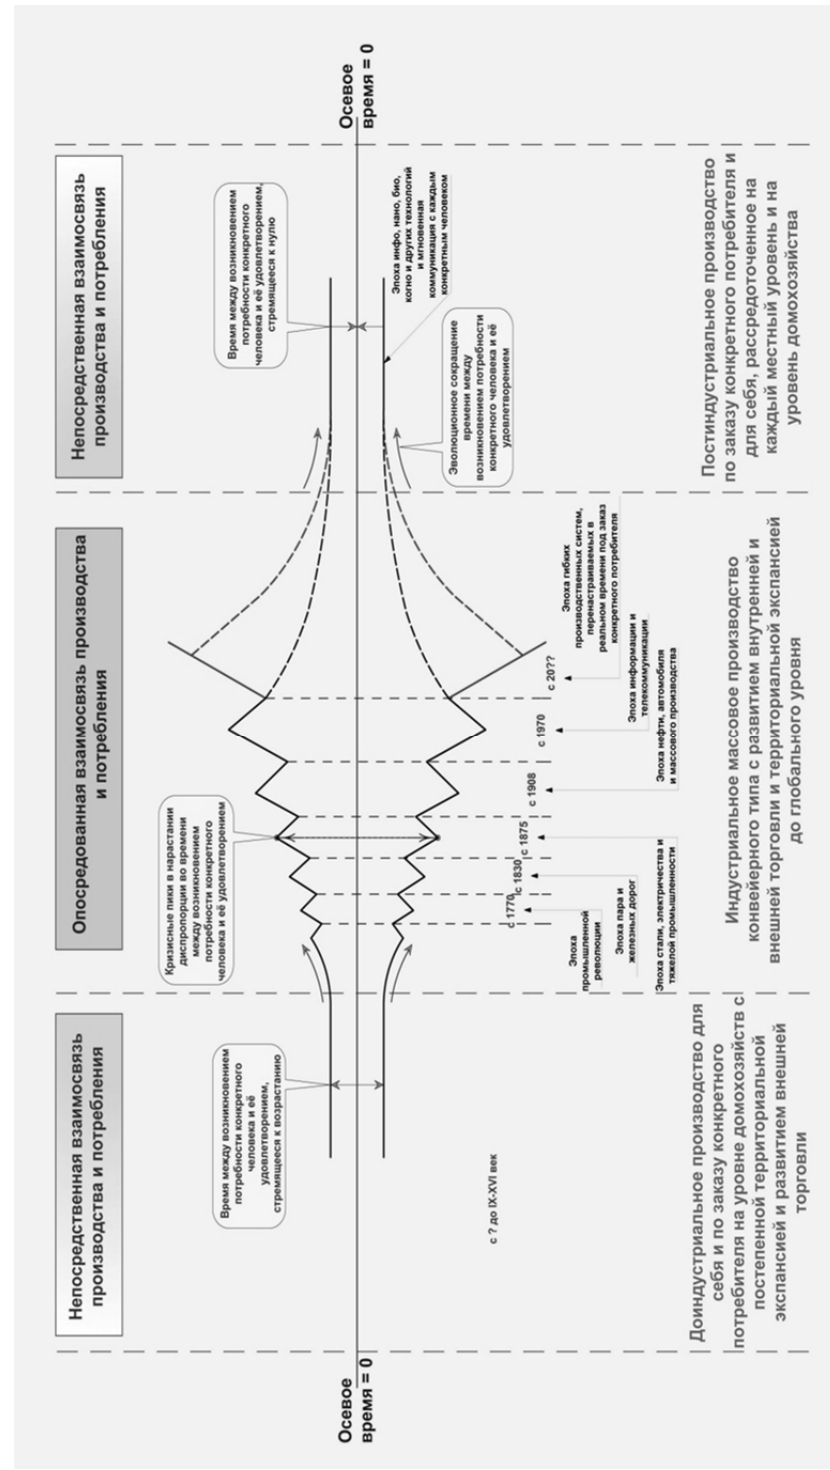 Непосредственная взаимосвязь
производства и потребления
Опосредованная взаимосвязь производства
и потребления
Непосредственная взаимосвязь
производства и потребления
Время между возникновением
потребности конкретного
человека и её
удовлетворением,
стремящееся к возрастанию
Кризисные пики в нарастании
диспропорции во времени
между возникновением
потребности конкретного
человека и её удовлетворением
Время между возникновением
потребности конкретного
человека и её удовлетворением,
стремящееся к нулю
Осевое
время = 0
Осевое
время = 0
Эпоха инфо, нано, био,
когно и других технологий
и мгновенная
коммуникация с каждым
конкретным человеком
Эволюционное сокращение
времени между
возникновением потребности
конкретного человека и её
удовлетворением
с ? до IX-XVI век
с 1770
с 1830
с 1875
с 1908
с 1970
с 20??
Эпоха
промышленной
революции
Эпоха пара и
железных дорог
Эпоха стали, электричества и
тяжелой промышленности
Эпоха нефти, автомобиля
и массового производства
Эпоха информации и
телекоммуникации
Эпоха гибких
производственных систем,
перенастраиваемых в
реальном времени под заказ
конкретного потребителя
Доиндустриальное производство для
себя и по заказу конкретного
потребителя на уровне домохозяйств с
постепенной территориальной
экспансией и развитием внешней
торговли
Индустриальное массовое производство
конвейерного типа с развитием внутренней и
внешней торговли и территориальной экспансией
до глобального уровня
Постиндустриальное производство
по заказу конкретного потребителя и
для себя, рассредоточенное на
каждый местный уровень и на
уровень домохозяйства